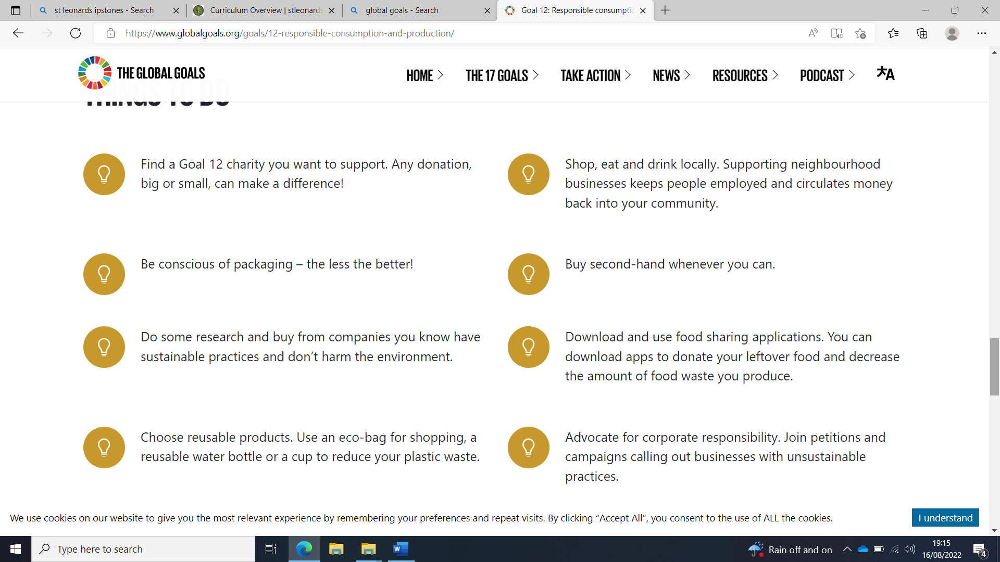 st leonards ipstones - Search
Curriculum Overview | stleonards
global goals - Search
Goal 12: Responsible consumptic
https://www.globalgoals.org/goals/12-responsible-consumption-and-production/
THE GLOBAL GOALS
HOME
THE 17 GOALS
TAKE ACTION
NEWS
RESOURCES
PODCAST
THINGS TO DO
Find a Goal 12 charity you want to support. Any donation,
big or small, can make a difference!
Shop, eat and drink locally. Supporting neighbourhood
businesses keeps people employed and circulates money
back into your community.
Be conscious of packaging – the less the better!
Buy second-hand whenever you can.
Do some research and buy from companies you know have
sustainable practices and don’t harm the environment.
Download and use food sharing applications. You can
download apps to donate your leftover food and decrease
the amount of food waste you produce.
Choose reusable products. Use an eco-bag for shopping, a
reusable water bottle or a cup to reduce your plastic waste.
Advocate for corporate responsibility. Join petitions and
campaigns calling out businesses with unsustainable
practices.
We use cookies on our website to give you the most relevant experience by remembering your preferences and repeat visits. By clicking “Accept All”, you consent to the use of ALL the cookies.
I understand
Type here to search
Rain off and on
19:15
16/08/2022
4